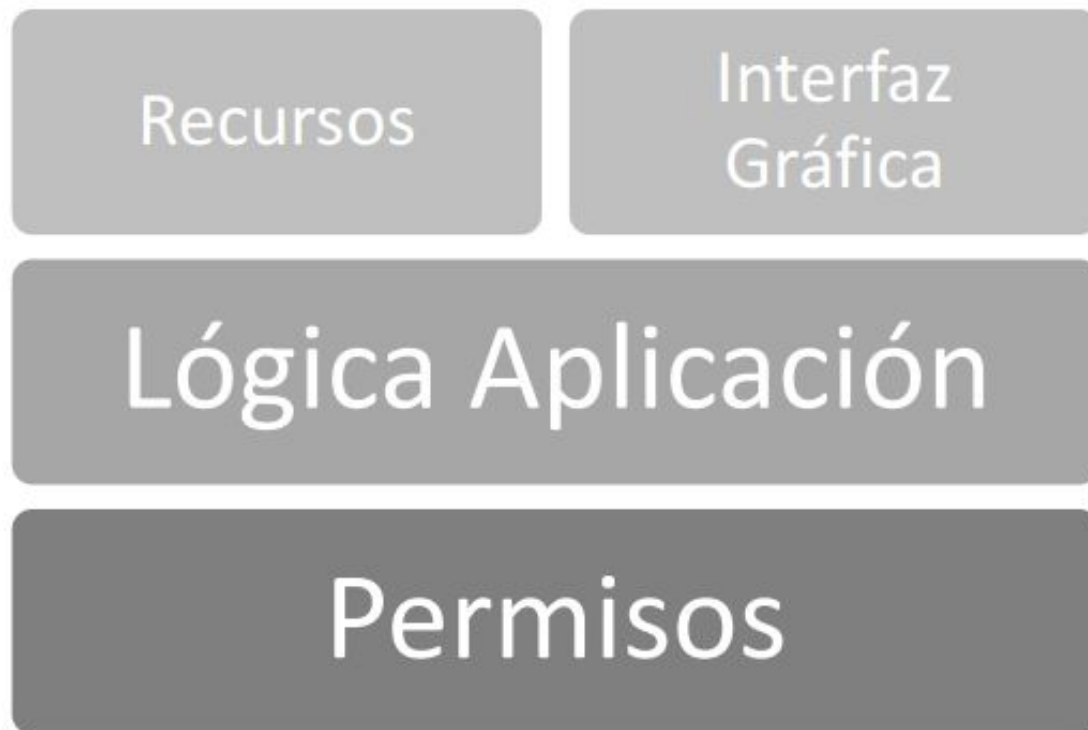 Recursos
Interfaz
Gráfica
Lógica Aplicación
Permisos